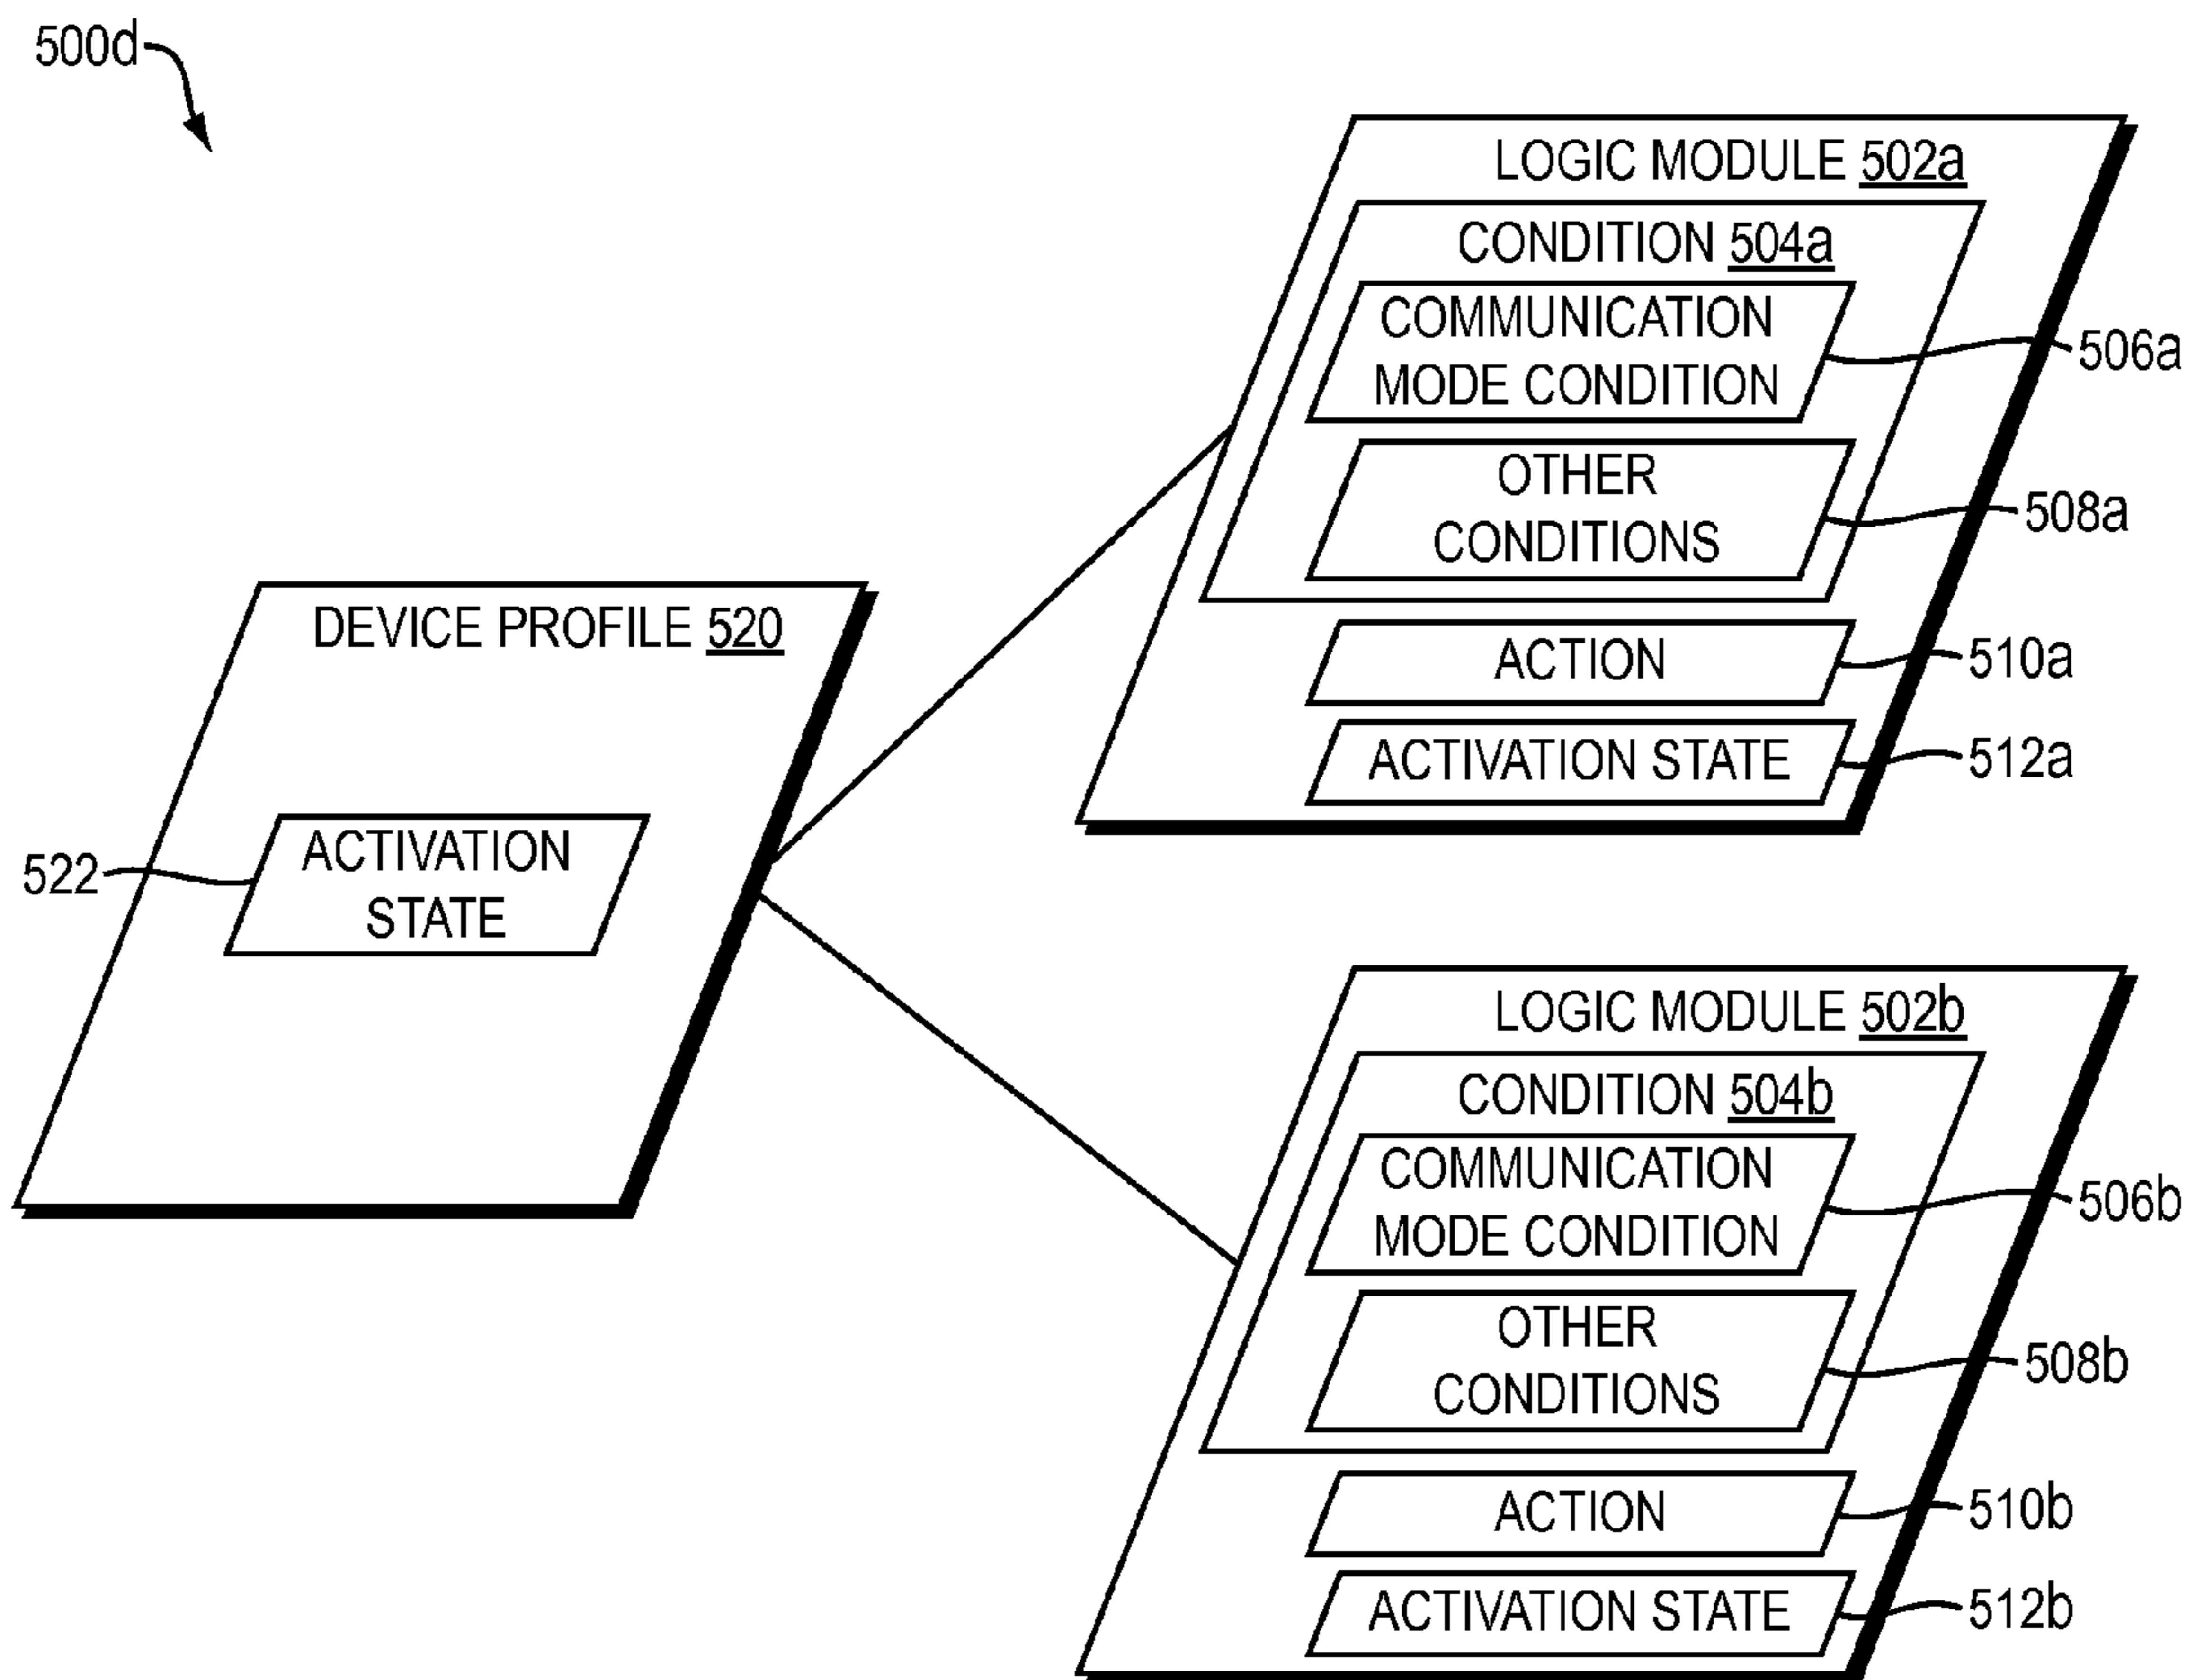 500d
LOGIC MODULE 502a
CONDITION 504a
COMMUNICATION
MODE CONDITION
506a
OTHER
CONDITIONS
508a
ACTION
510a
ACTIVATION STATE
512a
DEVICE PROFILE 520
ACTIVATION
STATE
522
LOGIC MODULE 502b
CONDITION 504b
COMMUNICATION
MODE CONDITION
506b
OTHER
CONDITIONS
508b
ACTION
510b
ACTIVATION STATE
512b